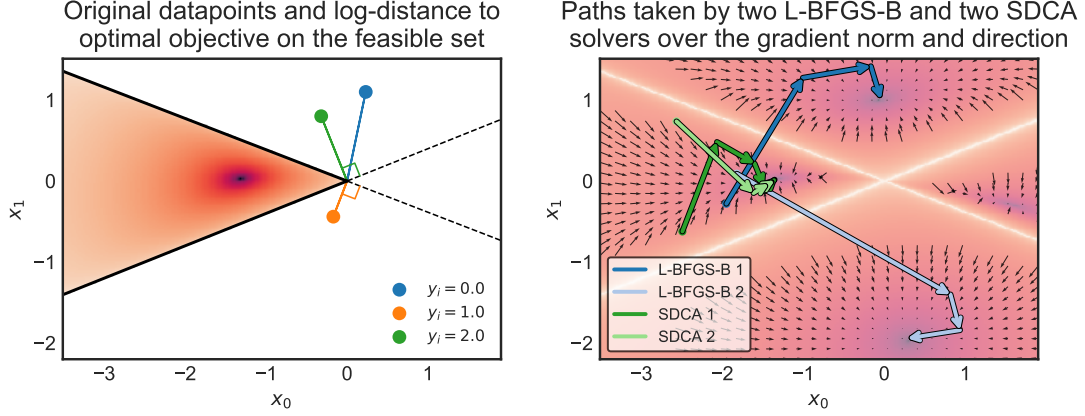 Original datapoints and log-distance to
optimal objective on the feasible set
1
0
−1
−2
x₁
−3
−2
−1
0
1
x₀
yᵢ = 0.0
yᵢ = 1.0
yᵢ = 2.0
Paths taken by two L-BFGS-B and two SDCA
solvers over the gradient norm and direction
1
0
−1
−2
x₁
−3
−2
−1
0
1
x₀
L-BFGS-B 1
L-BFGS-B 2
SDCA 1
SDCA 2